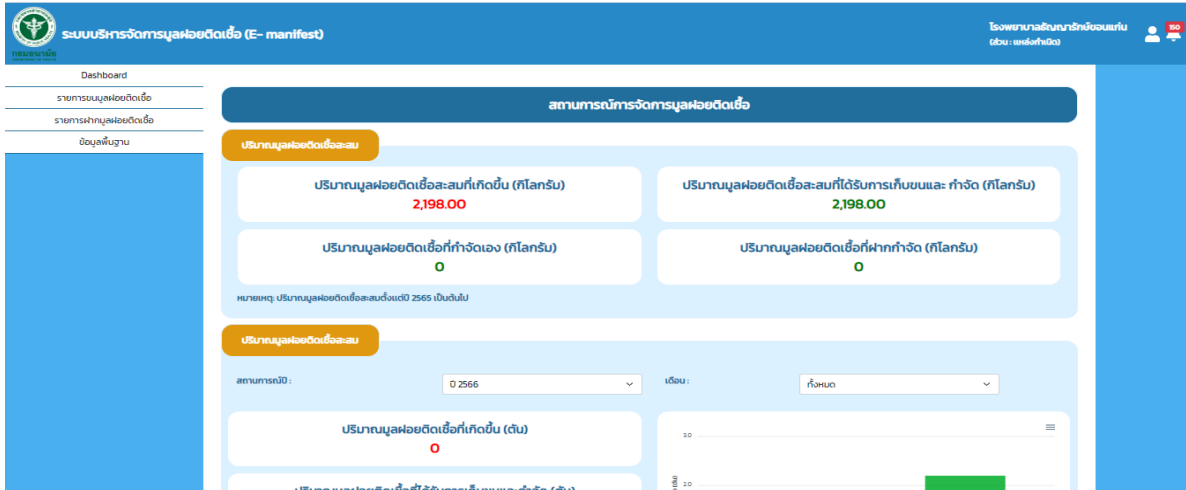 ระบบบริหารจัดการมูลฝอยติดเชื้อ (E- manifest)
โรงพยาบาลธัญญารักษ์ขอนแก่น
(ส่วน : แหล่งกำเนิด)
150
กรมอนามัย
Dashboard
รายการขนมูลฝอยติดเชื้อ
รายการฝากมูลฝอยติดเชื้อ
ข้อมูลพื้นฐาน
สถานการณ์การจัดการมูลฝอยติดเชื้อ
ปริมาณมูลฝอยติดเชื้อสะสม
ปริมาณมูลฝอยติดเชื้อสะสมที่เกิดขึ้น (กิโลกรัม)
2,198.00
ปริมาณมูลฝอยติดเชื้อสะสมที่ได้รับการเก็บขนและ กำจัด (กิโลกรัม)
2,198.00
ปริมาณมูลฝอยติดเชื้อที่กำจัดเอง (กิโลกรัม)
0
ปริมาณมูลฝอยติดเชื้อที่ฝากกำจัด (กิโลกรัม)
0
หมายเหตุ: ปริมาณมูลฝอยติดเชื้อสะสมตั้งแต่ปี 2565 เป็นต้นไป
ปริมาณมูลฝอยติดเชื้อสะสม
สถานการณ์ปี :
ปี 2566
เดือน :
ทั้งหมด
ปริมาณมูลฝอยติดเชื้อที่เกิดขึ้น (ตัน)
0
3.0
2.0